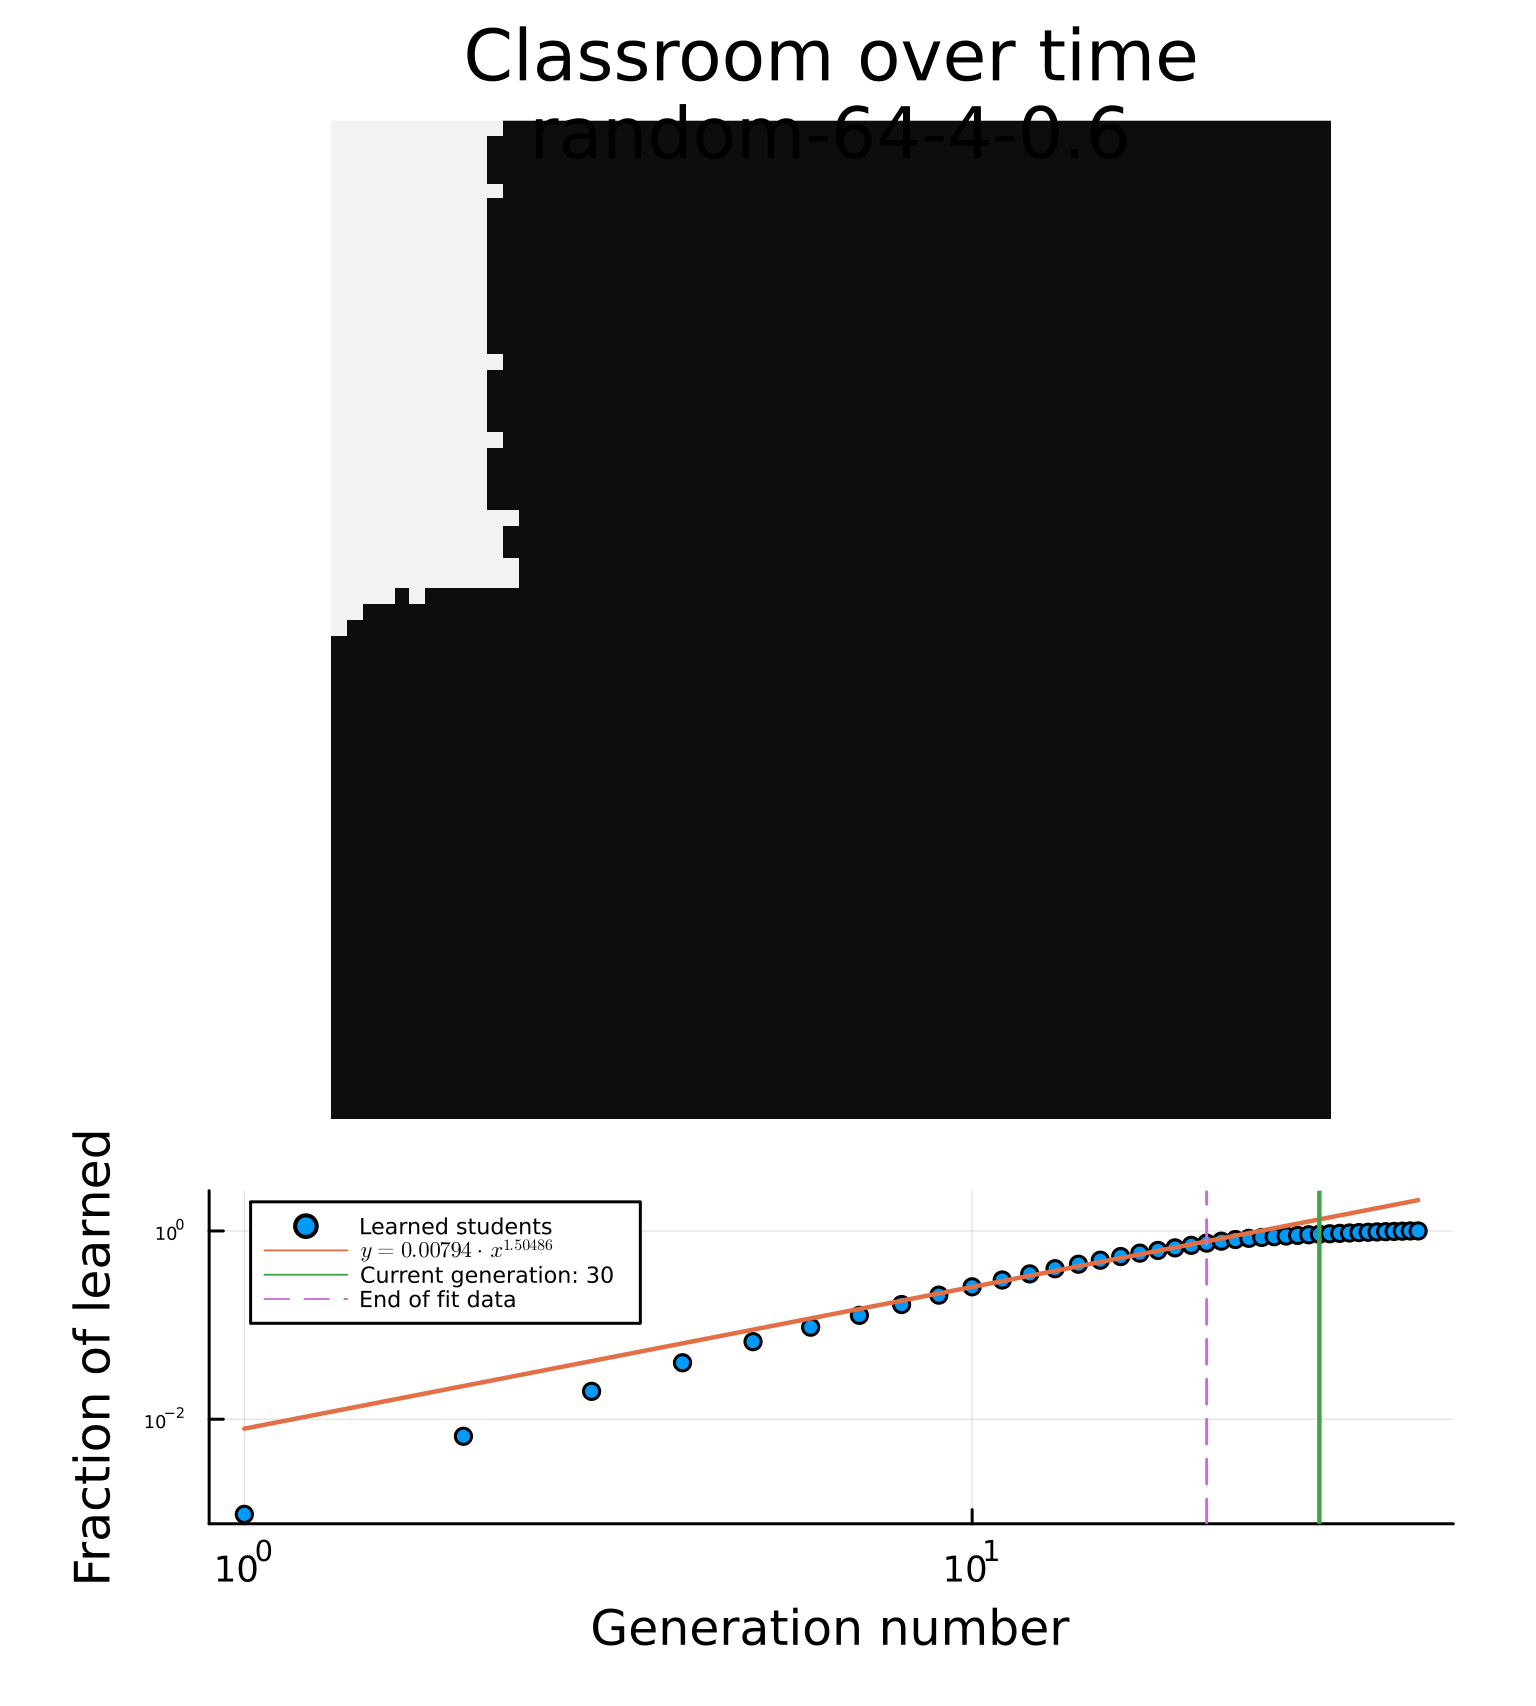 Classroom over time
random-64-4-0.6
Fraction of learned
10^0
10^−2
Learned students
y = 0.00794 · x^1.50486
Current generation: 30
End of fit data
10^0
10^1
Generation number